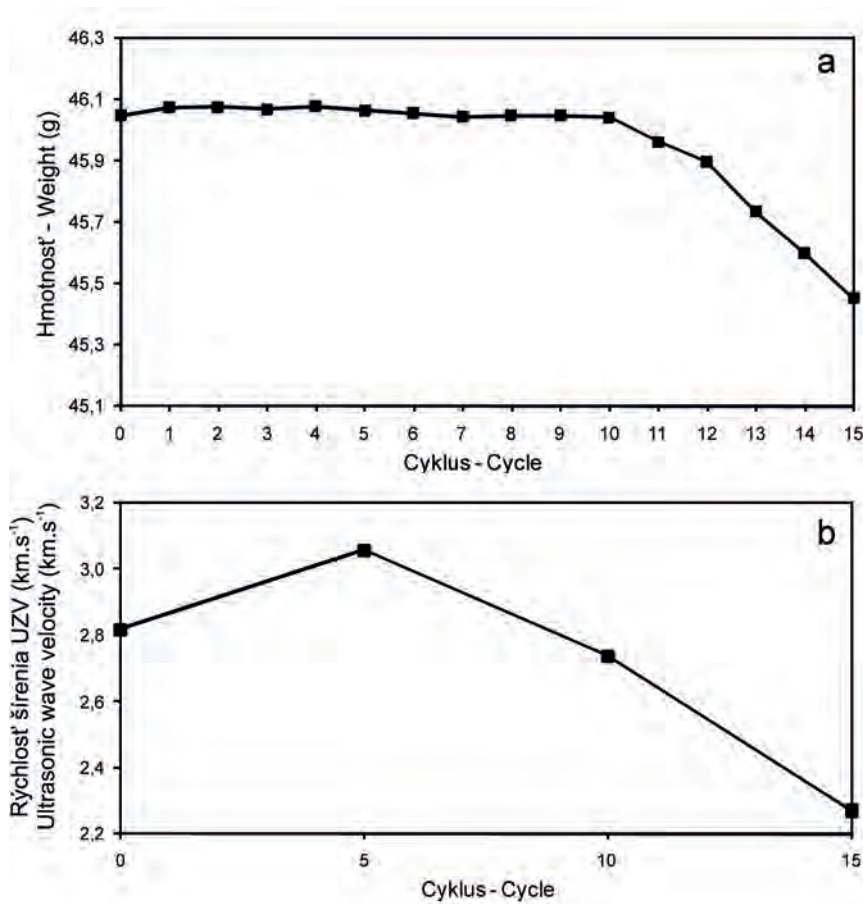 a
Hmotnosť - Weight (g)
46,3
46,1
45,9
45,7
45,5
45,3
45,1
0 1 2 3 4 5 6 7 8 9 10 11 12 13 14 15
Cyklus - Cycle
b
Rýchlosť šírenia UZV (km.s⁻¹)
Ultrasonic wave velocity (km.s⁻¹)
3,2
3,0
2,8
2,6
2,4
2,2
0 5 10 15
Cyklus - Cycle